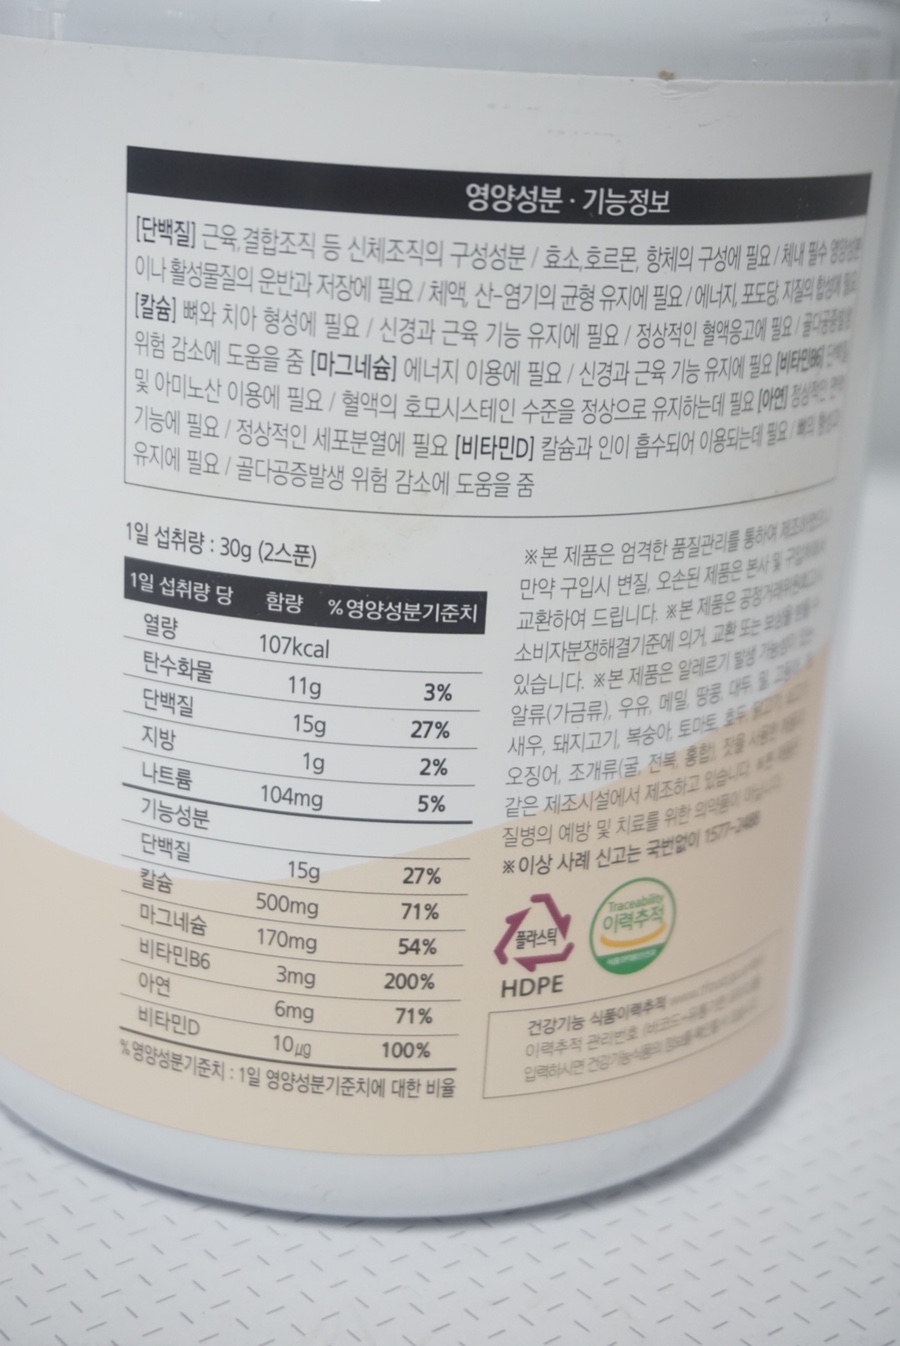 영양성분 · 기능정보
[단백질] 근육,결합조직 등 신체조직의 구성성분 / 효소,호르몬, 항체의 구성에 필요 / 체내 필수 영양성분
이나 활성물질의 운반과 저장에 필요 / 체액, 산-염기의 균형 유지에 필요 / 에너지, 포도당, 지질의 합성에 필요
[칼슘] 뼈와 치아 형성에 필요 / 신경과 근육 기능 유지에 필요 / 정상적인 혈액응고에 필요 / 골다공증발생
위험 감소에 도움을 줌 [마그네슘] 에너지 이용에 필요 / 신경과 근육 기능 유지에 필요 [비타민B6] 단백질
및 아미노산 이용에 필요 / 혈액의 호모시스테인 수준을 정상으로 유지하는데 필요 [아연] 정상적인 면역
기능에 필요 / 정상적인 세포분열에 필요 [비타민D] 칼슘과 인이 흡수되어 이용되는데 필요 / 뼈의 형성과
유지에 필요 / 골다공증발생 위험 감소에 도움을 줌
1일 섭취량 : 30g (2스푼)
1일 섭취량 당 함량 %영양성분기준치
열량 107kcal
탄수화물 11g 3%
단백질 15g 27%
지방 1g 2%
나트륨 104mg 5%
기능성분
단백질 15g 27%
칼슘 500mg 71%
마그네슘 170mg 54%
비타민B6 3mg 200%
아연 6mg 71%
비타민D 10㎍ 100%
%영양성분기준치 : 1일 영양성분기준치에 대한 비율
※본 제품은 엄격한 품질관리를 통하여
만약 구입시 변질, 오손된 제품은 본사 및
교환하여 드립니다. ※본 제품은 공정거래위원회고시
소비자분쟁해결기준에 의거, 교환 또는 보상을 받을 수
있습니다. ※본 제품은 알레르기 발생 가능성이 있는
알류(가금류), 우유, 메밀, 땅콩, 대두, 밀,
새우, 돼지고기, 복숭아, 토마토, 호두, 닭고기,
오징어, 조개류(굴, 전복, 홍합), 잣을 사용한 제품과
같은 제조시설에서 제조하고 있습니다. ※본 제품은
질병의 예방 및 치료를 위한 의약품이 아닙니다.
※이상 사례 신고는 국번없이 1577-2488
플라스틱
HDPE
Traceability
이력추적
건강기능 식품이력추적
이력추적 관리번호
입력하시면 건강기능식품의 정보를